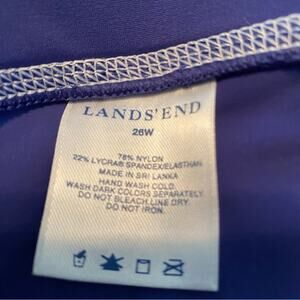 LANDS' END
26W
78% NYLON
22% LYCRA® SPANDEX/ELASTHAN
MADE IN SRI LANKA
HAND WASH COLD.
WASH DARK COLORS SEPARATELY.
DO NOT BLEACH.LINE DRY.
DO NOT IRON.